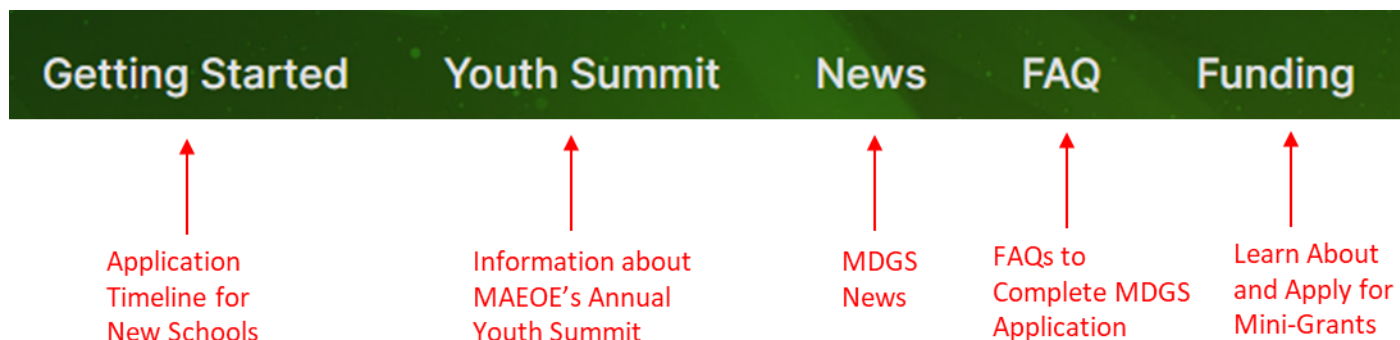 Getting Started Youth Summit News FAQ Funding
Application
Timeline for
New Schools
Information about
MAEOE's Annual
Youth Summit
MDGS
News
FAQs to
Complete MDGS
Application
Learn About
and Apply for
Mini-Grants